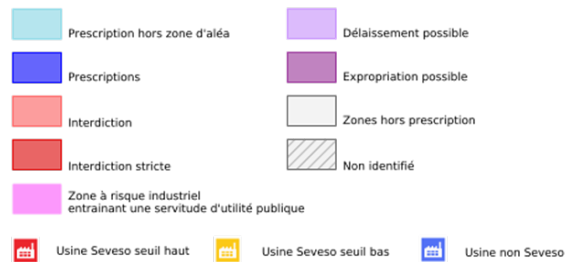 Prescription hors zone d'aléa
Délaissement possible
Prescriptions
Expropriation possible
Interdiction
Zones hors prescription
Interdiction stricte
Non identifié
Zone à risque industriel
entrainant une servitude d'utilité publique
Usine Seveso seuil haut
Usine Seveso seuil bas
Usine non Seveso